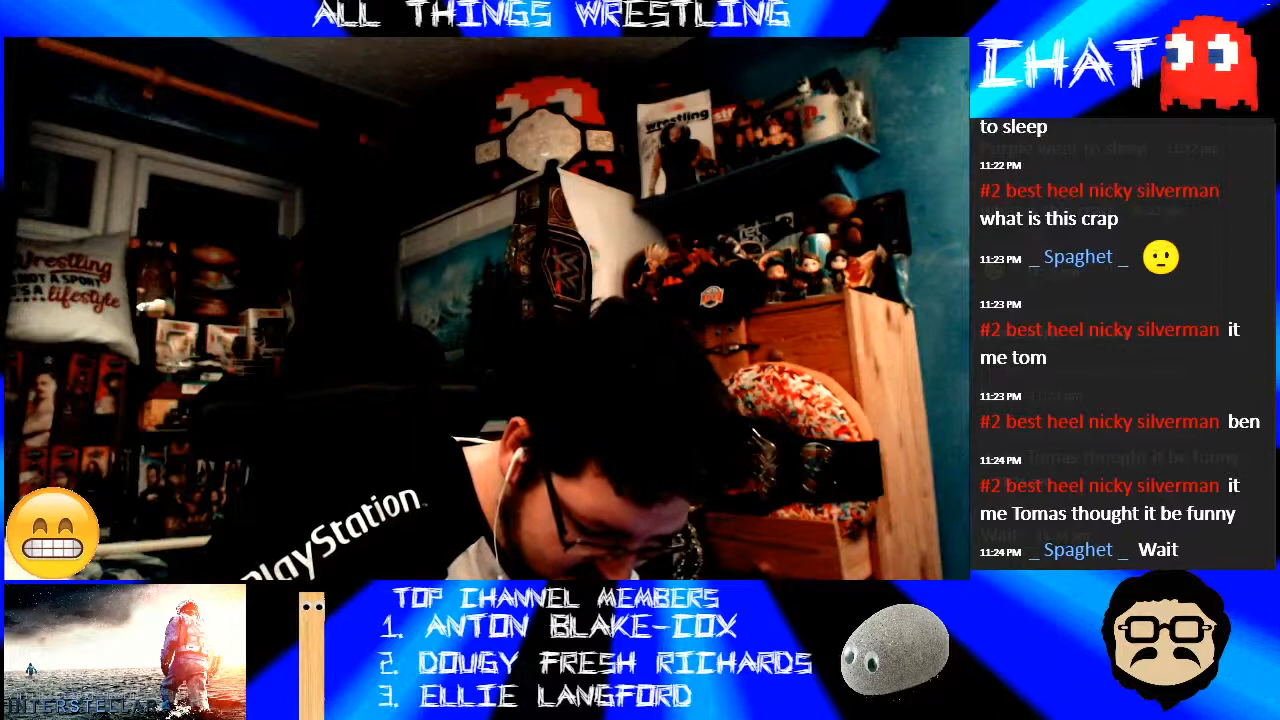 ALL THINGS WRESTLING
CHAT
to sleep
11:22 PM
#2 best heel nicky silverman
what is this crap
11:23 PM _ Spaghet _
11:23 PM
#2 best heel nicky silverman it
me tom
11:23 PM
#2 best heel nicky silverman ben
11:24 PM
#2 best heel nicky silverman it
me Tomas thought it be funny
11:24 PM _ Spaghet _ Wait
wrestling
Wrestling
lifestyle
PlayStation
TOP CHANNEL MEMBERS
1. ANTON BLAKE-COX
2. DOUGY FRESH RICHARDS
3. ELLIE LANGFORD
INTERSTELLAR